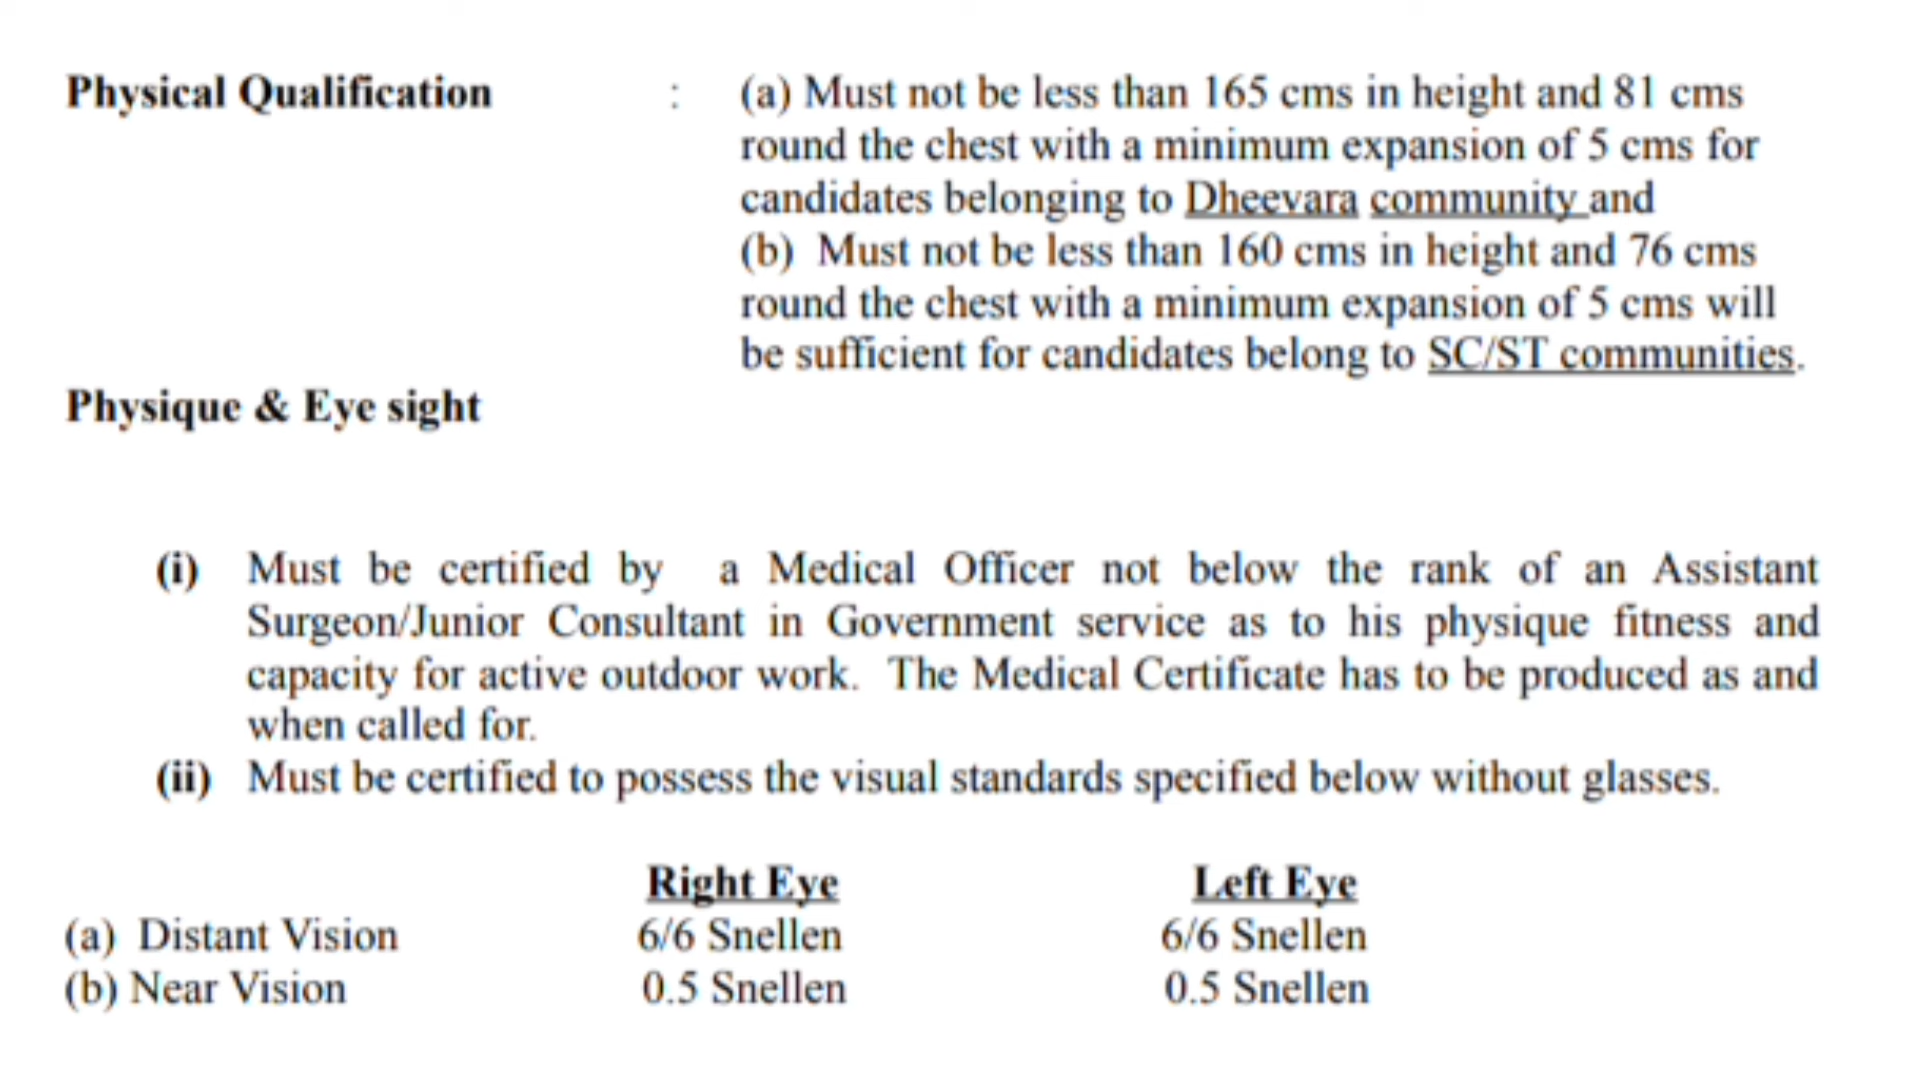 Physical Qualification : (a) Must not be less than 165 cms in height and 81 cms
round the chest with a minimum expansion of 5 cms for
candidates belonging to Dheevara community and
(b) Must not be less than 160 cms in height and 76 cms
round the chest with a minimum expansion of 5 cms will
be sufficient for candidates belong to SC/ST communities.
Physique & Eye sight
(i) Must be certified by a Medical Officer not below the rank of an Assistant
Surgeon/Junior Consultant in Government service as to his physique fitness and
capacity for active outdoor work. The Medical Certificate has to be produced as and
when called for.
(ii) Must be certified to possess the visual standards specified below without glasses.
Right Eye Left Eye
(a) Distant Vision 6/6 Snellen 6/6 Snellen
(b) Near Vision 0.5 Snellen 0.5 Snellen